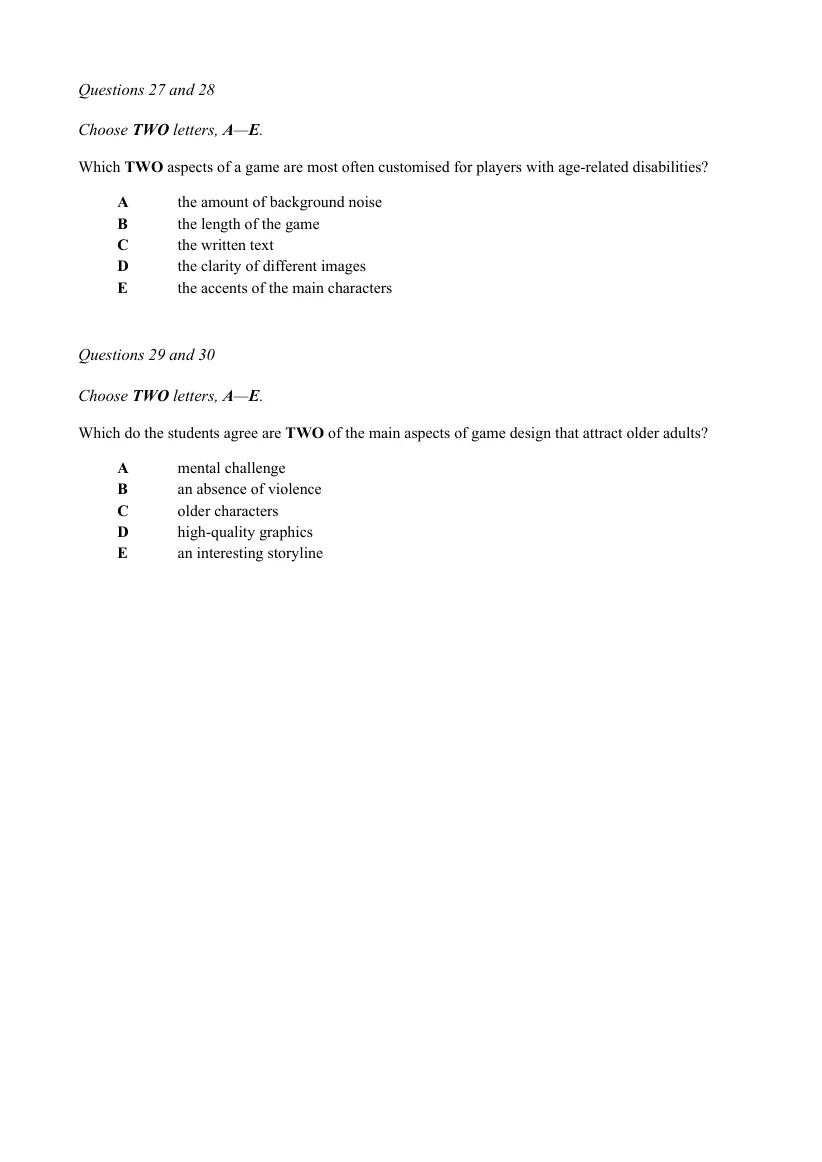 Questions 27 and 28
Choose TWO letters, A—E.
Which TWO aspects of a game are most often customised for players with age-related disabilities?
A the amount of background noise
B the length of the game
C the written text
D the clarity of different images
E the accents of the main characters
Questions 29 and 30
Choose TWO letters, A—E.
Which do the students agree are TWO of the main aspects of game design that attract older adults?
A mental challenge
B an absence of violence
C older characters
D high-quality graphics
E an interesting storyline